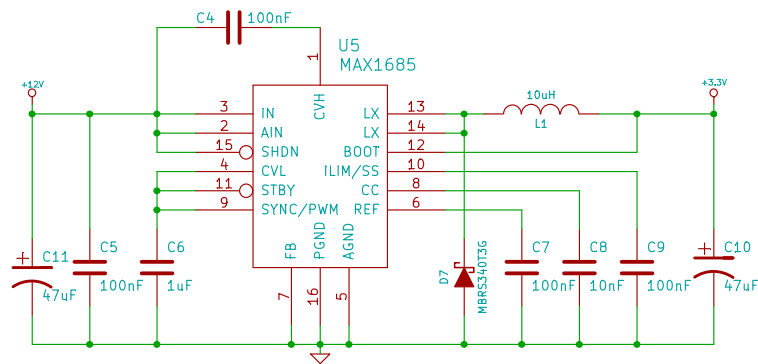 C4 100nF
1
U5
MAX1685
+12V
+3.3V
10uH
L1
3 IN CVH LX 13
2 AIN LX 14
15 SHDN BOOT 12
4 CVL ILIM/SS 10
11 STBY CC 8
9 SYNC/PWM REF 6
FB PGND AGND
7 16 5
C11
47uF
C5
100nF
C6
1uF
D7
MBRS340T3G
C7
100nF
C8
10nF
C9
100nF
C10
47uF